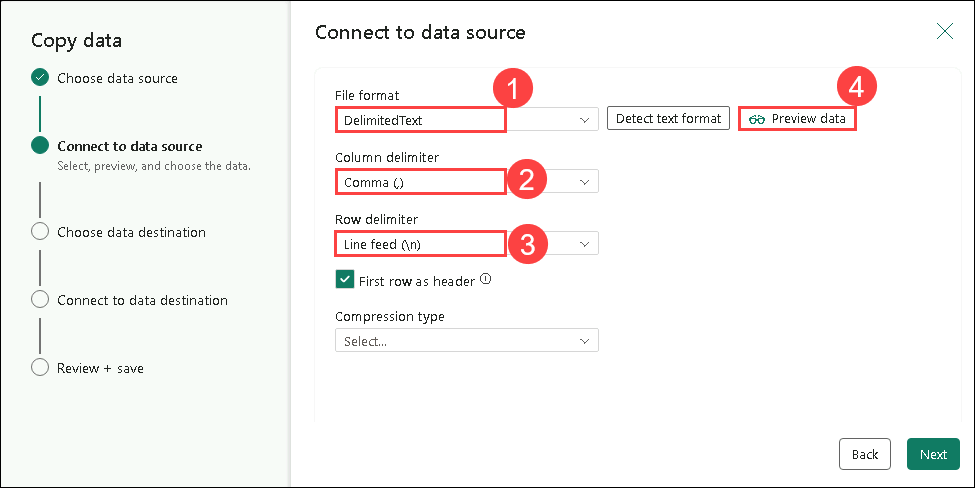 Copy data
Choose data source
Connect to data source
Select, preview, and choose the data.
Choose data destination
Connect to data destination
Review + save
Connect to data source
File format
1
4
DelimitedText
Detect text format
Preview data
Column delimiter
Comma (,)
2
Row delimiter
Line feed (\n)
3
First row as header
Compression type
Select...
Back
Next